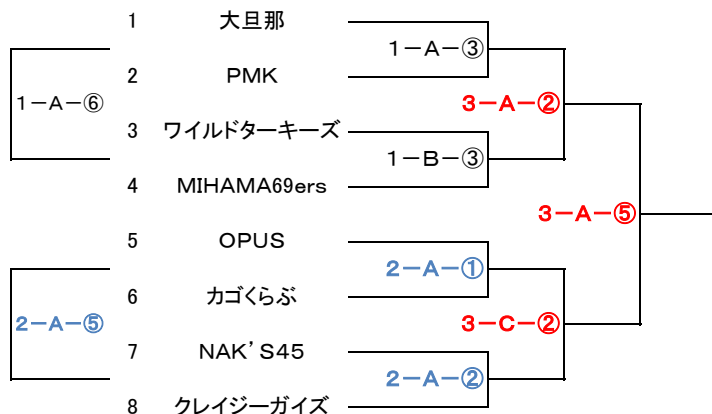 1 大旦那
1－A－③
2 PMK
1－A－⑥
3－A－②
3 ワイルドターキーズ
1－B－③
4 MIHAMA69ers
3－A－⑤
5 OPUS
2－A－①
6 カゴくらぶ
2－A－⑤
3－C－②
7 NAK'S45
2－A－②
8 クレイジーガイズ